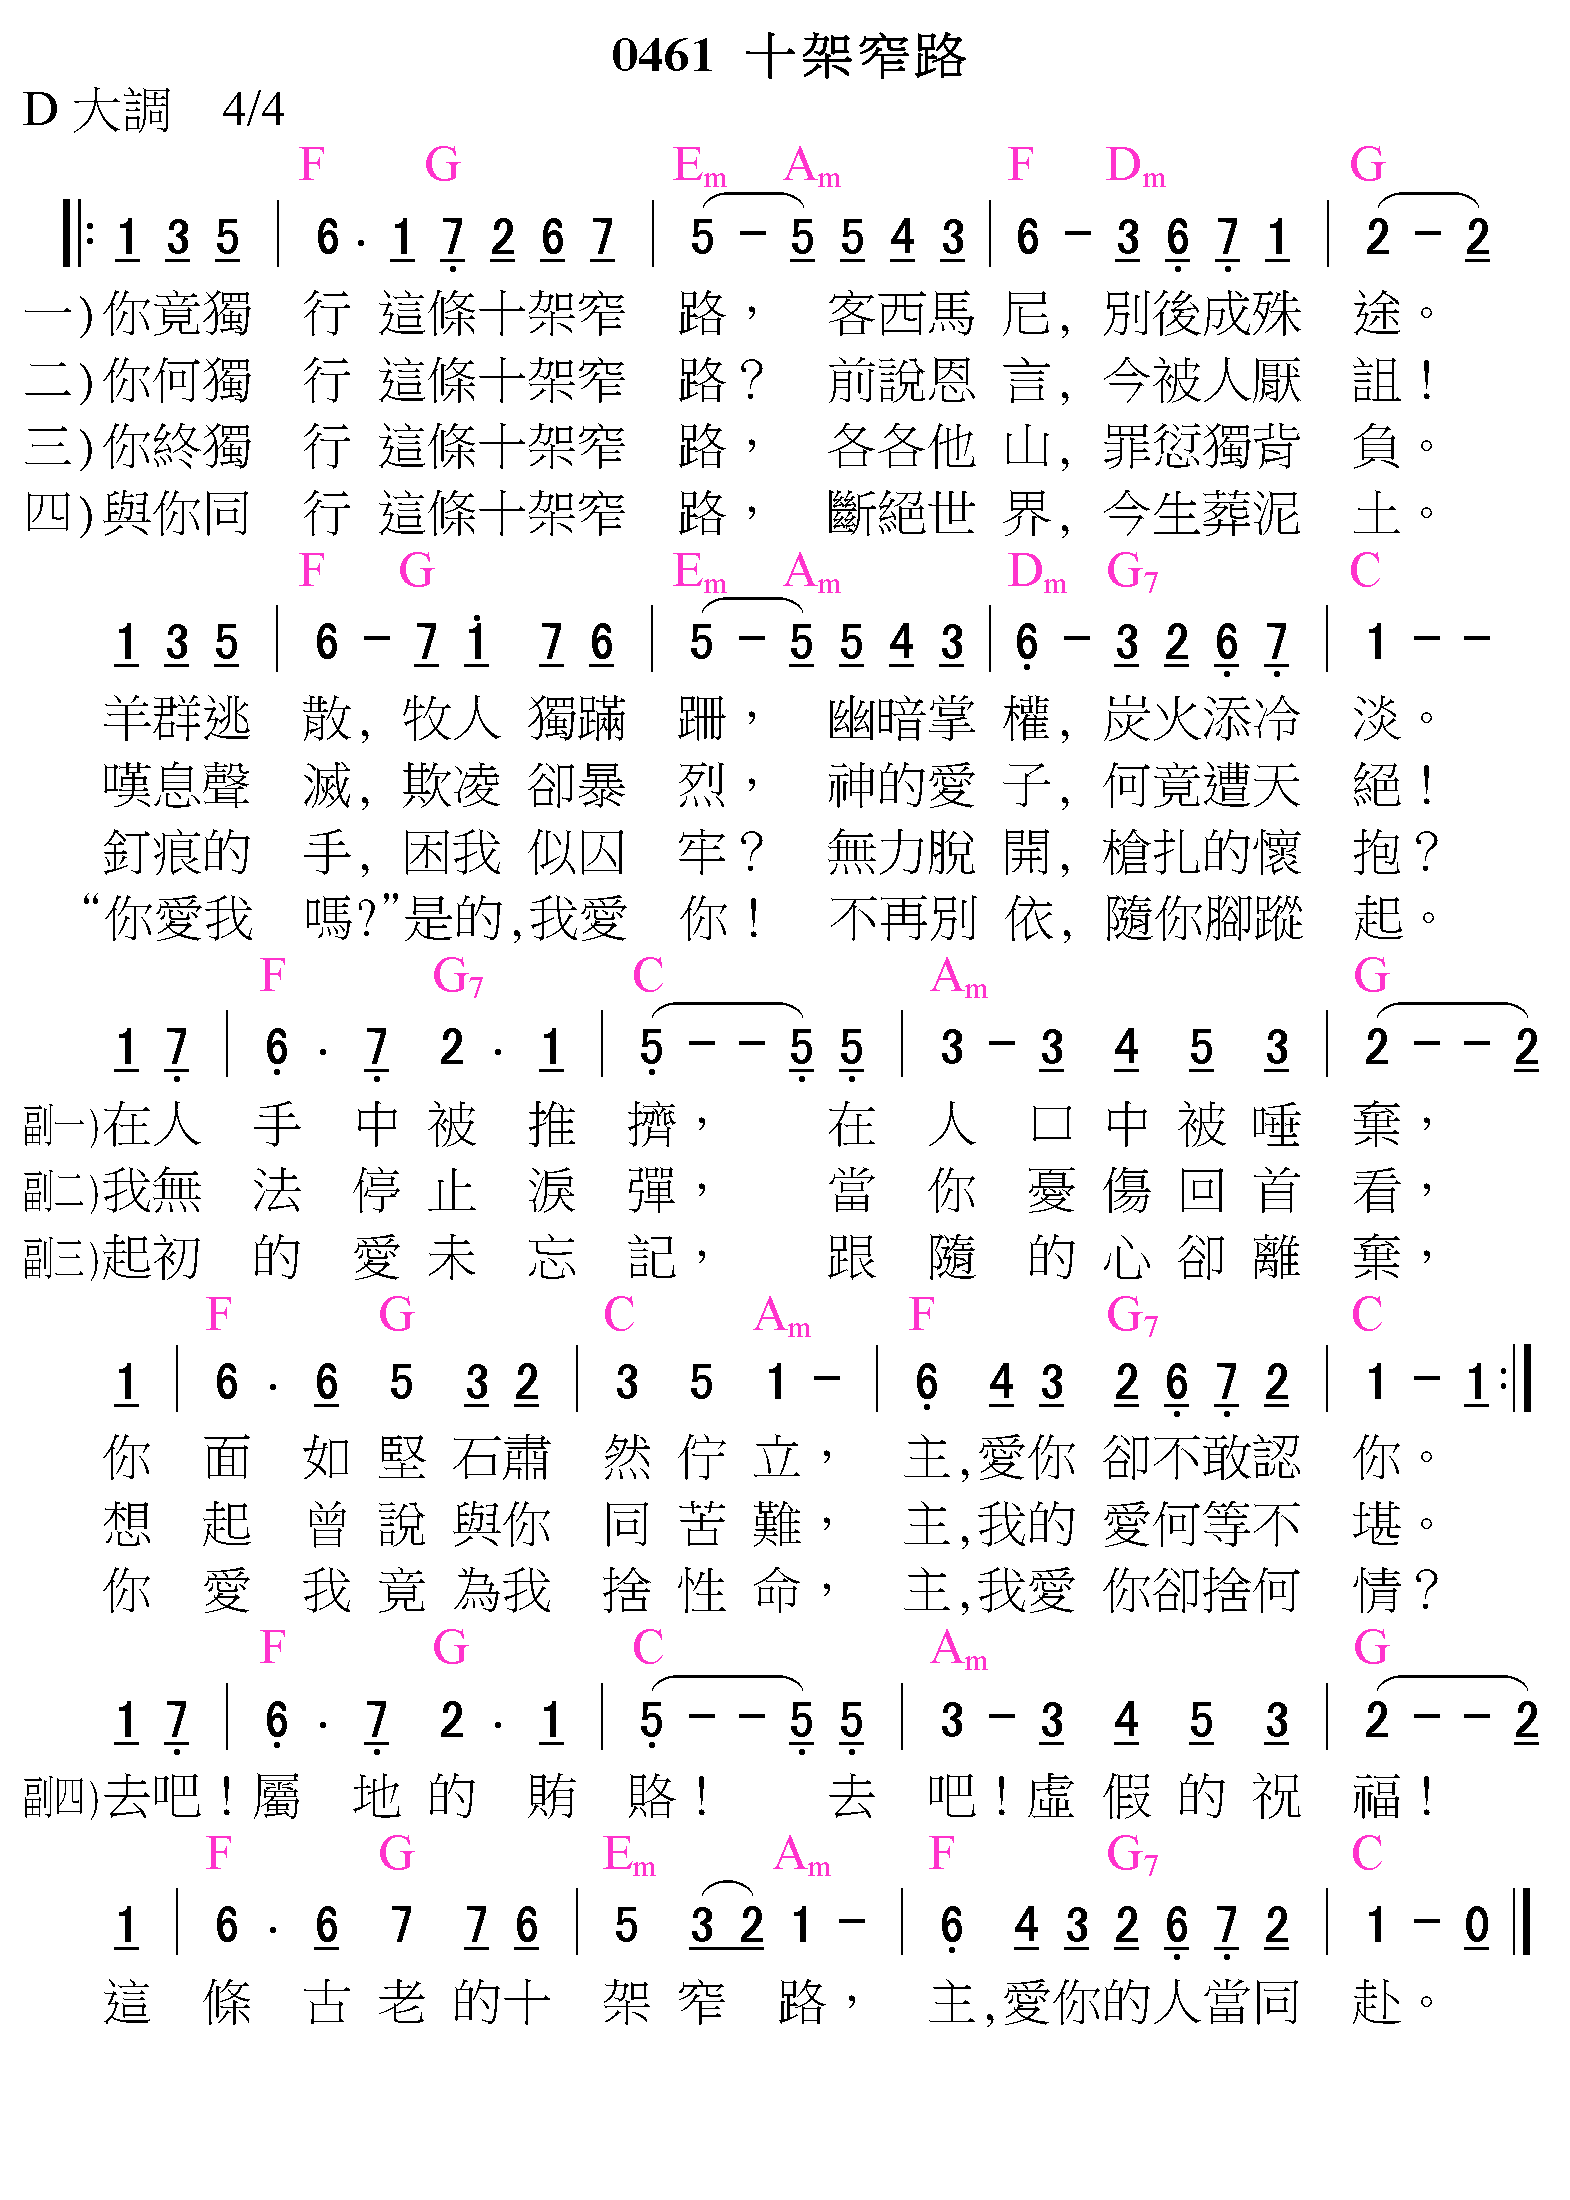 0461 十架窄路
D 大調 4/4
F G Em Am F Dm G
1 3 5 | 6 . 1 7 2 6 7 | 5 – 5 5 4 3 | 6 – 3 6 7 1 | 2 – 2
一)你竟獨 行 這條十架窄 路， 客西馬 尼, 別後成殊 途。
二)你何獨 行 這條十架窄 路？ 前說恩 言, 今被人厭 詛！
三)你終獨 行 這條十架窄 路， 各各他 山, 罪愆獨背 負。
四)與你同 行 這條十架窄 路， 斷絕世 界, 今生葬泥 土。
F G Em Am Dm G7 C
1 3 5 | 6 – 7 1 7 6 | 5 – 5 5 4 3 | 6 – 3 2 6 7 | 1 – –
羊群逃 散, 牧人 獨蹣 跚， 幽暗掌 權, 炭火添冷 淡。
嘆息聲 滅, 欺凌 卻暴 烈， 神的愛 子, 何竟遭天 絕！
釘痕的 手, 困我 似囚 牢？ 無力脫 開, 槍扎的懷 抱？
“你愛我 嗎?”是的,我愛 你！ 不再別 依, 隨你腳蹤 起。
F G7 C Am G
1 7 | 6 . 7 2 . 1 | 5 – – 5 5 | 3 – 3 4 5 3 | 2 – – 2
副一)在人 手 中 被 推 擠， 在 人 口 中 被 唾 棄，
副二)我無 法 停 止 淚 彈， 當 你 憂 傷 回 首 看，
副三)起初 的 愛 未 忘 記， 跟 隨 的 心 卻 離 棄，
F G C Am F G7 C
1 | 6 . 6 5 3 2 | 3 5 1 – | 6 4 3 2 6 7 2 | 1 – 1 :|
你 面 如 堅 石肅 然 佇 立， 主,愛你 卻不敢認 你。
想 起 曾 說 與你 同 苦 難， 主,我的 愛何等不 堪。
你 愛 我 竟 為我 捨 性 命， 主,我愛 你卻捨何 情？
F G C Am G
1 7 | 6 . 7 2 . 1 | 5 – – 5 5 | 3 – 3 4 5 3 | 2 – – 2
副四)去吧！屬 地 的 賄 賂！ 去 吧！虛 假 的 祝 福！
F G Em Am F G7 C
1 | 6 . 6 7 7 6 | 5 3 2 1 – | 6 4 3 2 6 7 2 | 1 – 0
這 條 古 老 的十 架 窄 路， 主,愛你的人當同 赴。